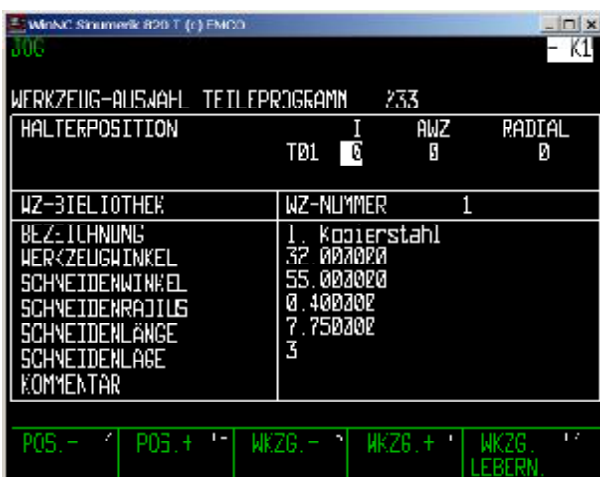 WinNC Sinumerik 820 T (c) EMCO
JOG
- K1
WERKZEUG-AUSWAHL TEILEPROGRAMM 233
HALTERPOSITION I AWZ RADIAL
T01 0 0 0
WZ-BIBLIOTHEK WZ-NUMMER 1
BEZEICHNUNG 1. Kopierstahl
WERKZEUGWINKEL 32.000000
SCHNEIDENWINKEL 55.000000
SCHNEIDENRADIUS 0.400000
SCHNEIDENLÄNGE 7.750000
SCHNEIDENLAGE 3
KOMMENTAR
POS.- POS.+ WKZG.- WKZG.+ WKZG.
LEBERN.